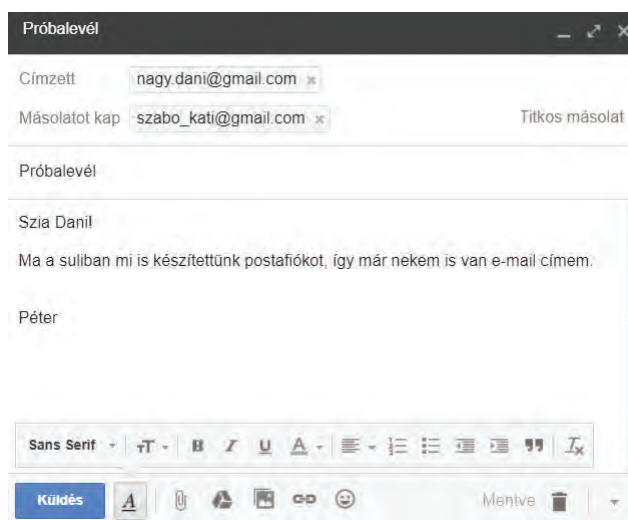 Próbalevél
Címzett nagy.dani@gmail.com
Másolatot kap szabo_kati@gmail.com Titkos másolat
Próbalevél
Szia Dani!
Ma a suliban mi is készítettünk postafiókot, így már nekem is van e-mail címem.
Péter
Sans Serif
Küldés Mentve